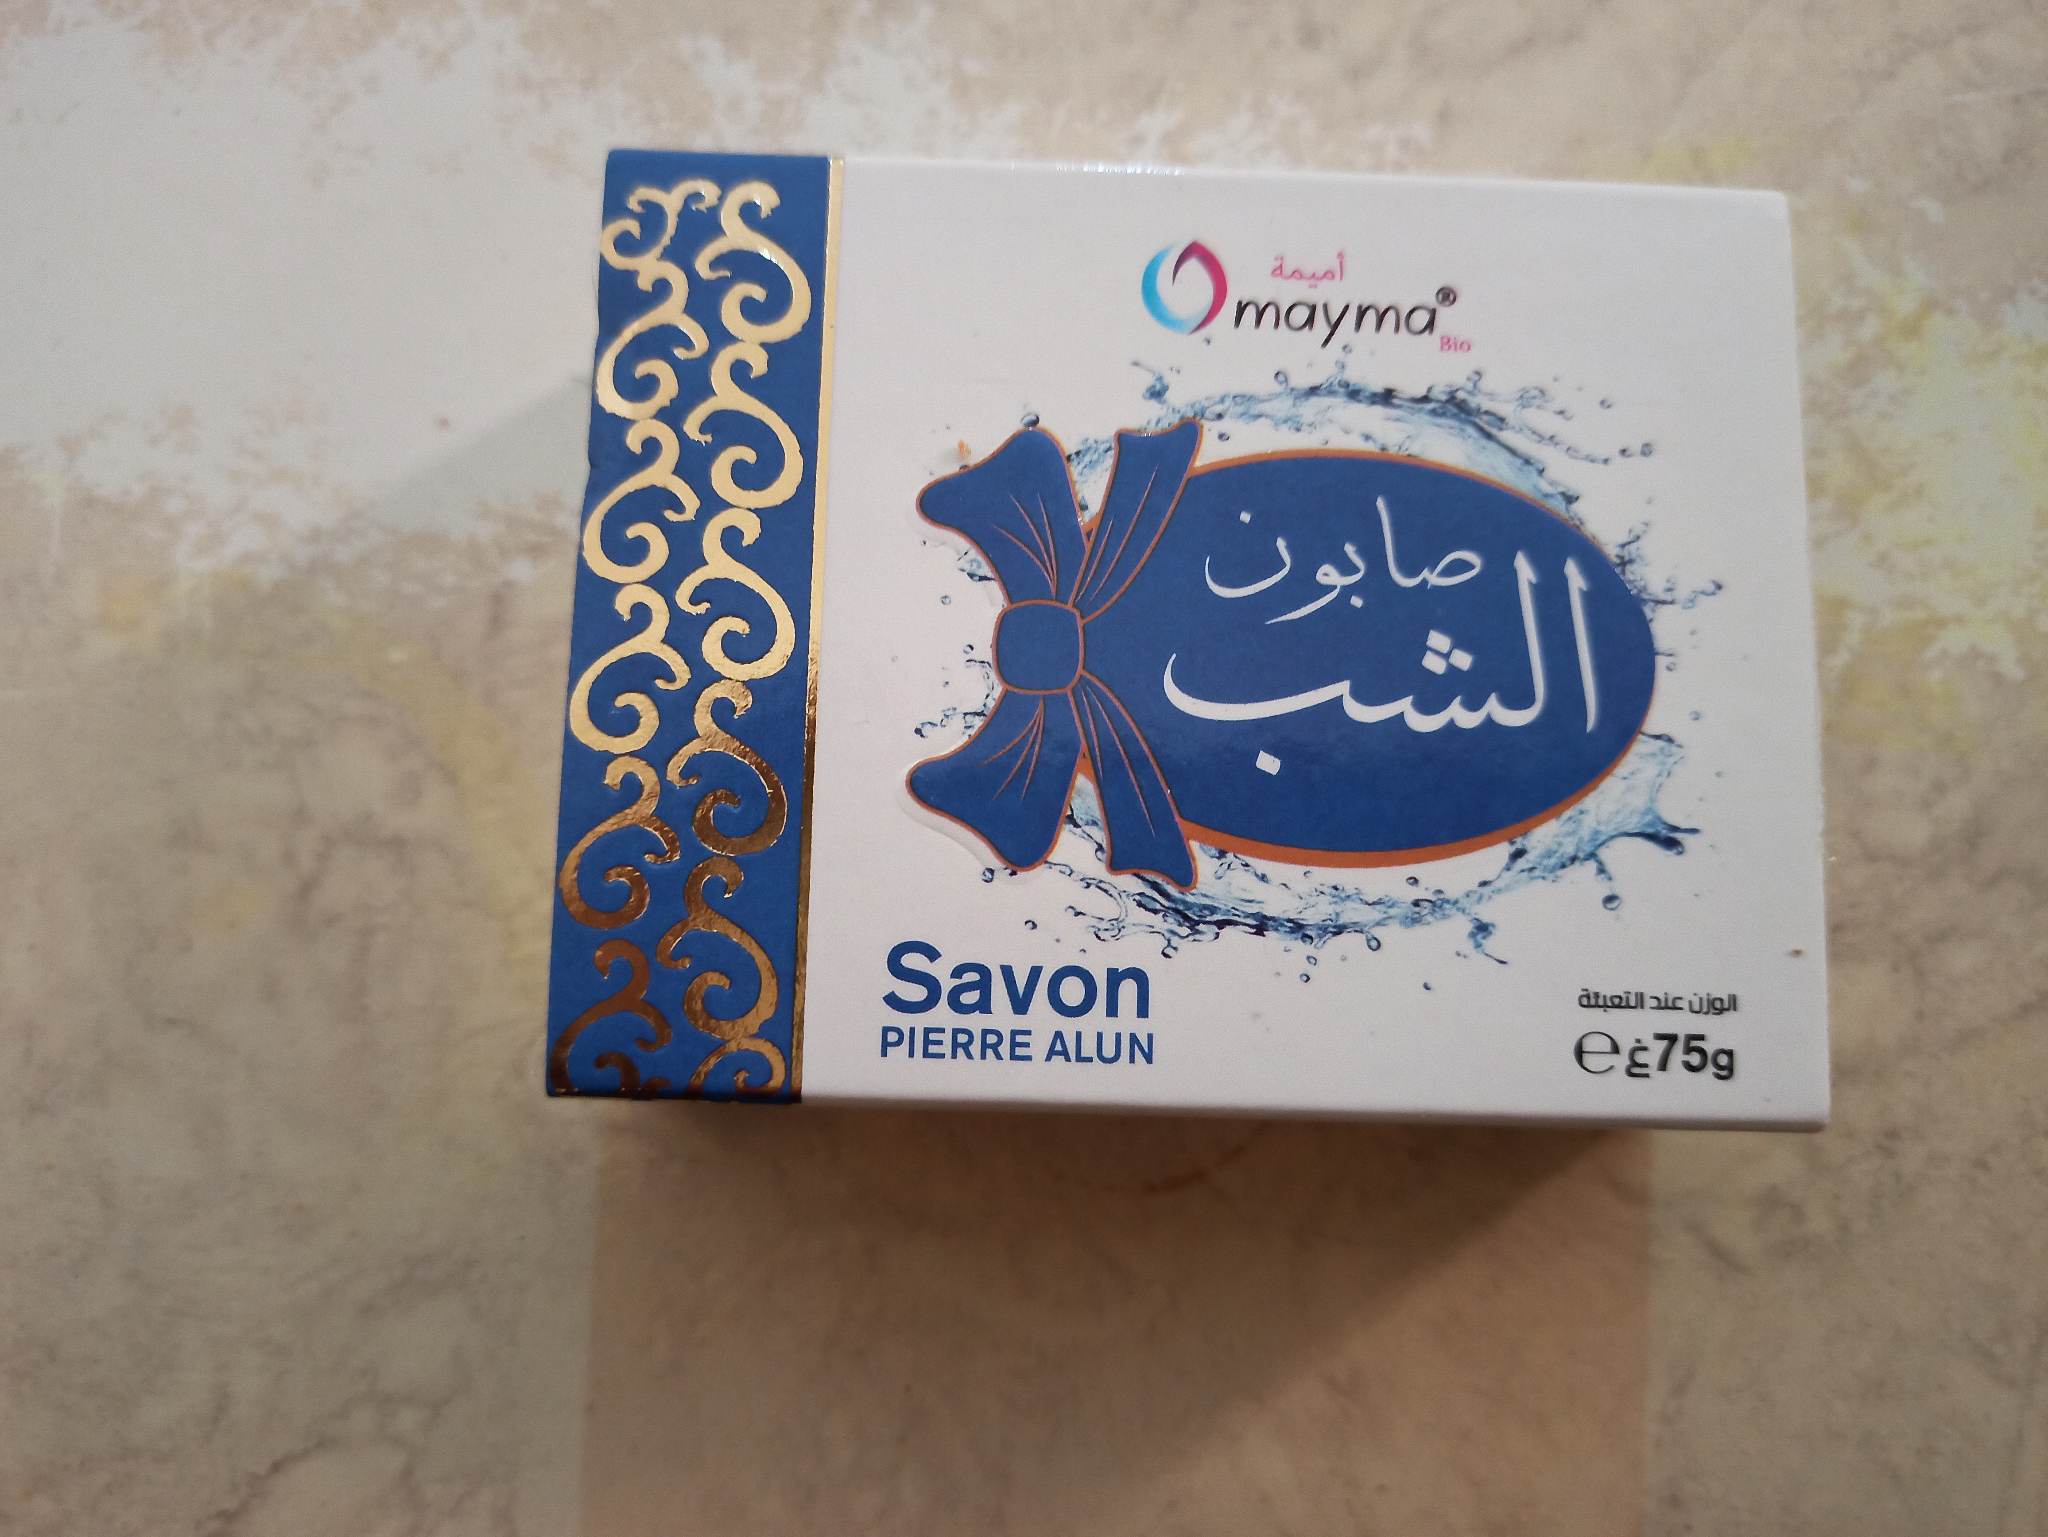 أميمة
Omayma®
Bio
صابون
الشب
Savon
PIERRE ALUN
الوزن عند التعبئة
℮ غ75g